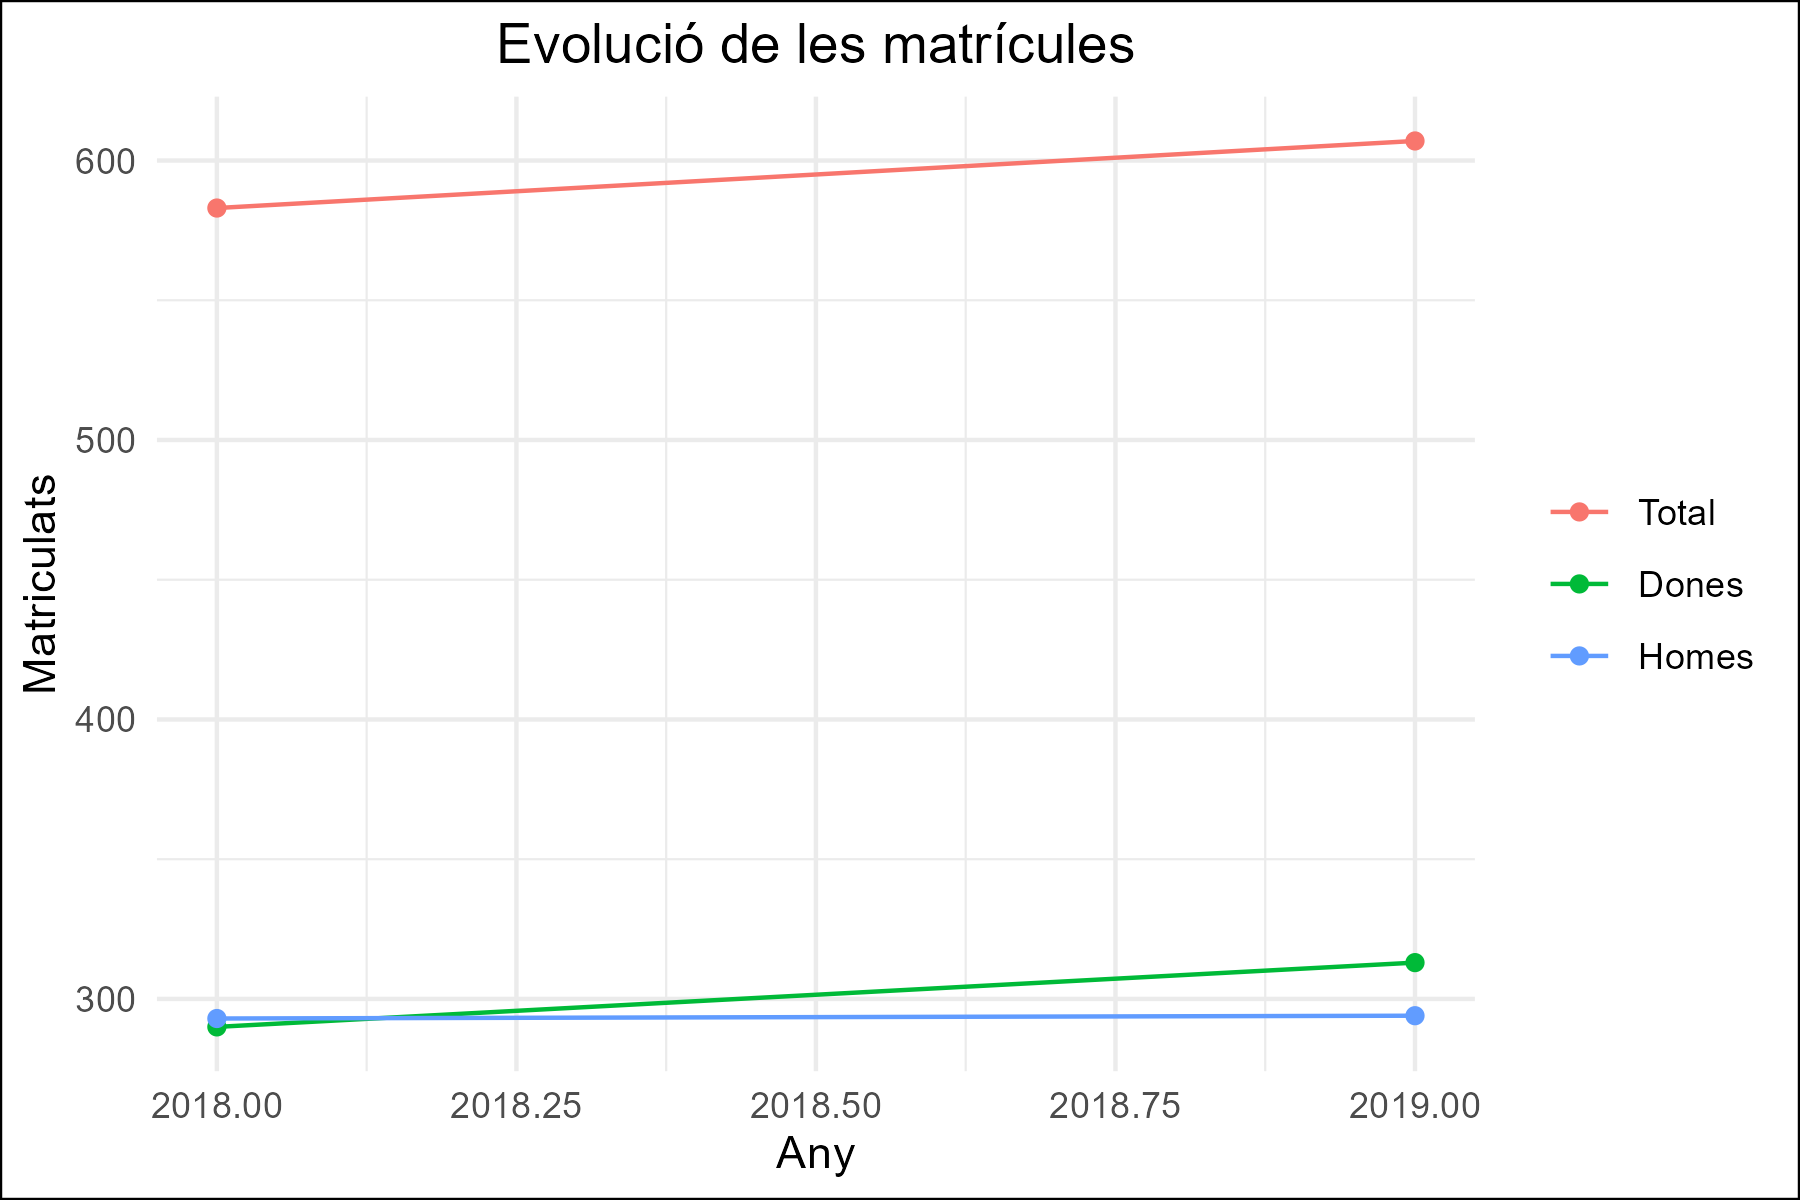 Evolució de les matrícules
Matriculats
600
500
400
300
2018.00 2018.25 2018.50 2018.75 2019.00
Any
Total
Dones
Homes